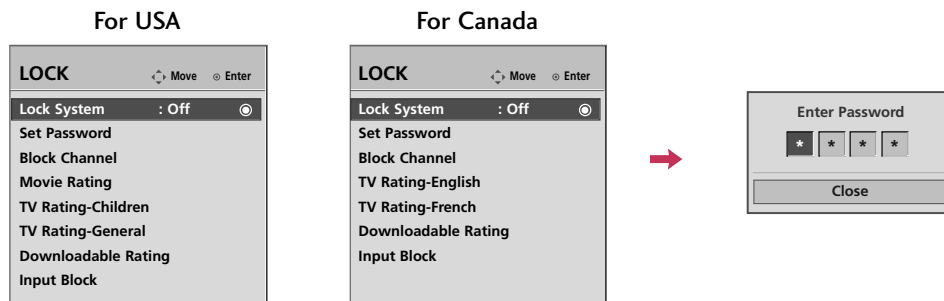 For USA
LOCK Move Enter
Lock System : Off
Set Password
Block Channel
Movie Rating
TV Rating-Children
TV Rating-General
Downloadable Rating
Input Block
For Canada
LOCK Move Enter
Lock System : Off
Set Password
Block Channel
TV Rating-English
TV Rating-French
Downloadable Rating
Input Block
Enter Password
* * * *
Close